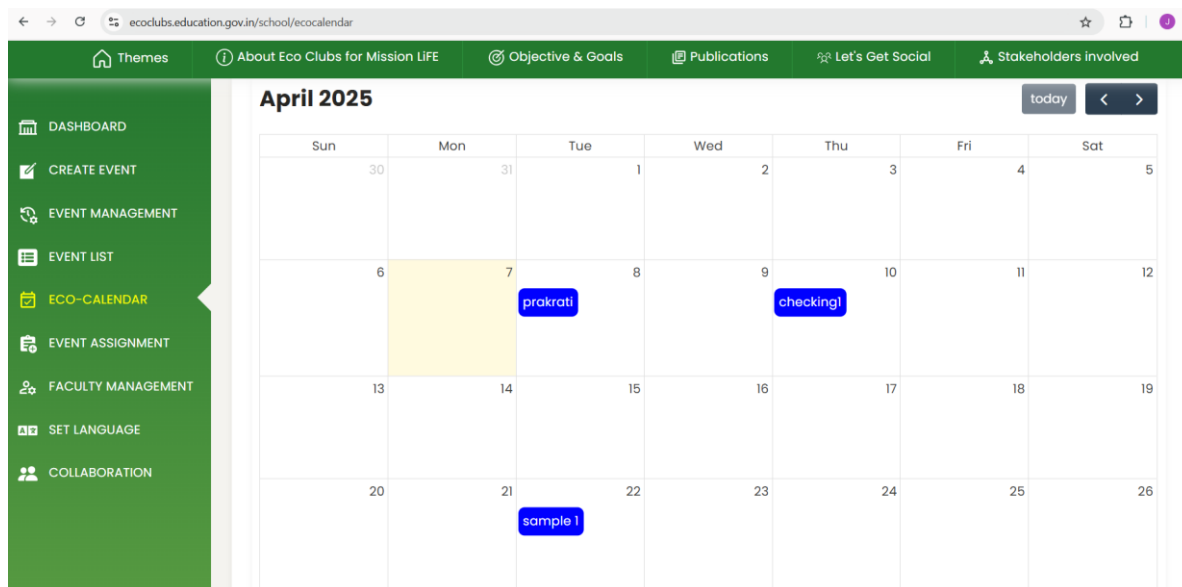 ecoclubs.education.gov.in/school/ecocalendar
J
Themes
About Eco Clubs for Mission LiFE
Objective & Goals
Publications
Let's Get Social
Stakeholders involved
DASHBOARD
CREATE EVENT
EVENT MANAGEMENT
EVENT LIST
ECO-CALENDAR
EVENT ASSIGNMENT
FACULTY MANAGEMENT
SET LANGUAGE
COLLABORATION
April 2025
today
Sun Mon Tue Wed Thu Fri Sat
30 31 1 2 3 4 5
6 7 8 9 10 11 12
prakrati checking1
13 14 15 16 17 18 19
20 21 22 23 24 25 26
sample 1